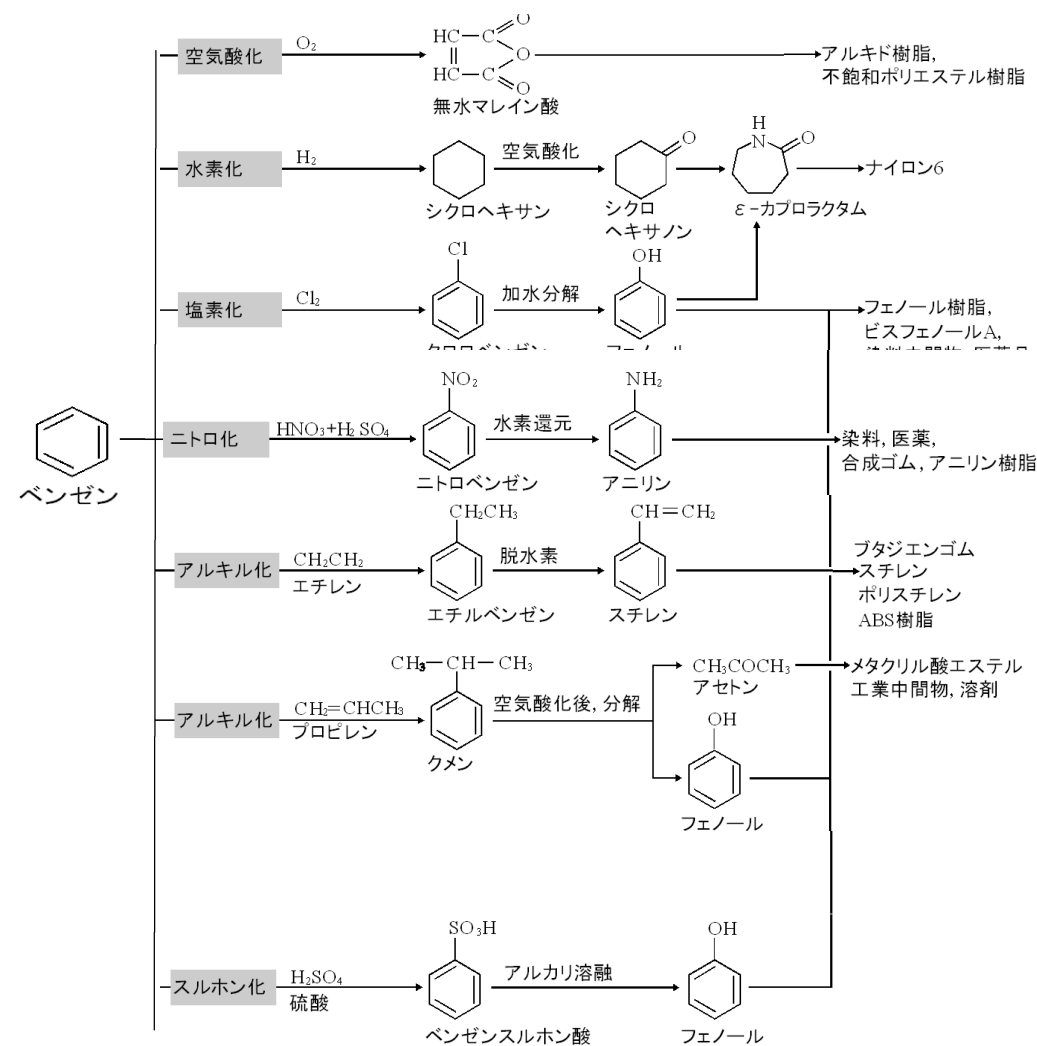 空気酸化
O₂
HC
C
O
O
HC
C
O
無水マレイン酸
アルキド樹脂,
不飽和ポリエステル樹脂
水素化
H₂
シクロヘキサン
空気酸化
O
シクロ
ヘキサノン
H
N
O
ε-カプロラクタム
ナイロン6
塩素化
Cl₂
Cl
クロロベンゼン
加水分解
OH
フェノール
フェノール樹脂,
ビスフェノールA,
ベンゼン
ニトロ化
HNO₃+H₂SO₄
NO₂
ニトロベンゼン
水素還元
NH₂
アニリン
染料, 医薬,
合成ゴム, アニリン樹脂
アルキル化
CH₂CH₂
エチレン
CH₂CH₃
エチルベンゼン
脱水素
CH=CH₂
スチレン
ブタジエンゴム
スチレン
ポリスチレン
ABS樹脂
アルキル化
CH₂=CHCH₃
プロピレン
CH₃-CH-CH₃
クメン
空気酸化後, 分解
CH₃COCH₃
アセトン
メタクリル酸エステル
工業中間物, 溶剤
OH
フェノール
スルホン化
H₂SO₄
硫酸
SO₃H
ベンゼンスルホン酸
アルカリ溶融
OH
フェノール